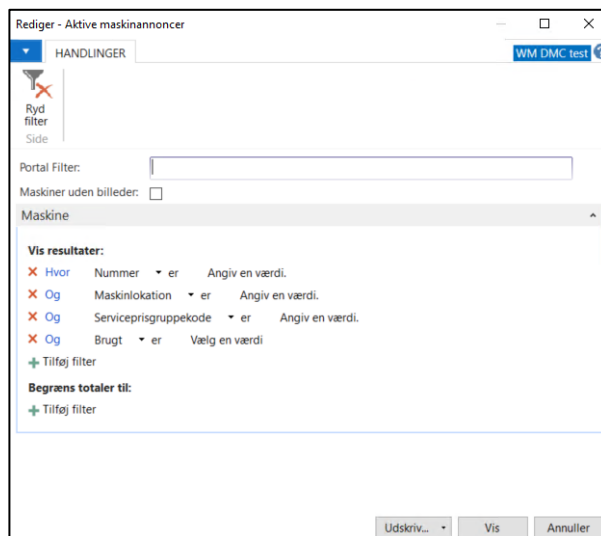 Rediger - Aktive maskinannoncer
HANDLINGER
WM DMC test
Ryd
filter
Side
Portal Filter:
Maskiner uden billeder:
Maskine
Vis resultater:
Hvor Nummer er Angiv en værdi.
Og Maskinlokation er Angiv en værdi.
Og Serviceprisgruppekode er Angiv en værdi.
Og Brugt er Vælg en værdi
Tilføj filter
Begræns totaler til:
Tilføj filter
Udskriv... Vis Annuller